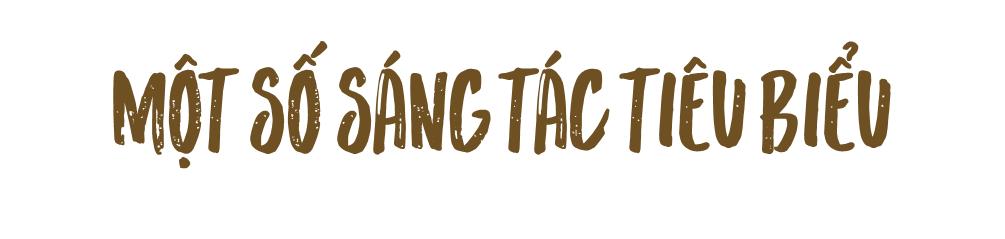 MỘT SỐ SÁNG TÁC TIÊU BIỂU